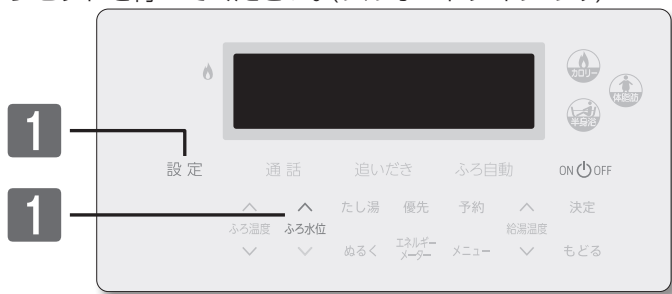 カロリー
体脂肪
半身浴
1
設定 通話 追いだき ふろ自動 ON OFF
1
たし湯 優先 予約 決定
ふろ温度 ふろ水位 給湯温度
ぬるく エネルギーメーター メニュー もどる